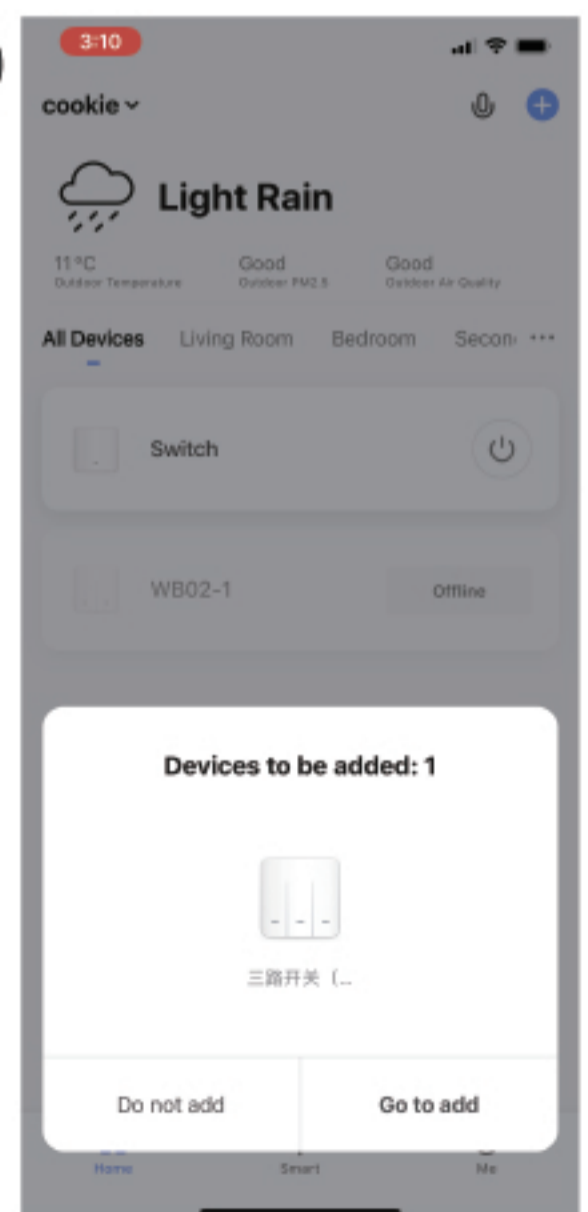 3:10
cookie
Light Rain
11°C Good Good
Outdoor Temperature Outdoor PM2.5 Outdoor Air Quality
All Devices Living Room Bedroom Secon ···
Switch
WB02-1 Offline
Devices to be added: 1
三路开关（...
Do not add Go to add
Home Smart Me